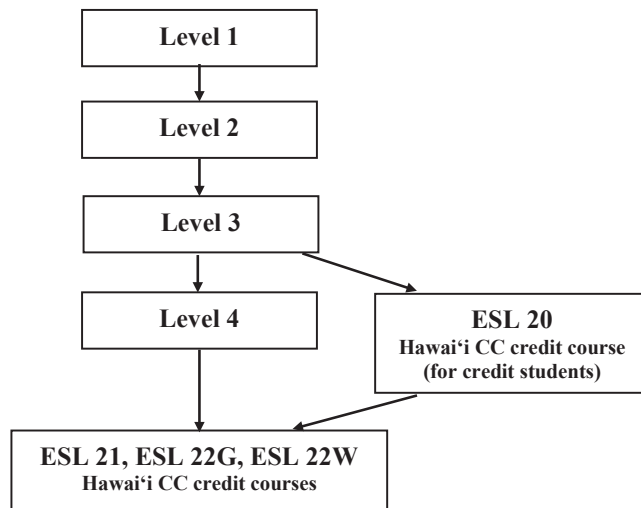 Level 1
Level 2
Level 3
Level 4
ESL 20
Hawai‘i CC credit course
(for credit students)
ESL 21, ESL 22G, ESL 22W
Hawai‘i CC credit courses